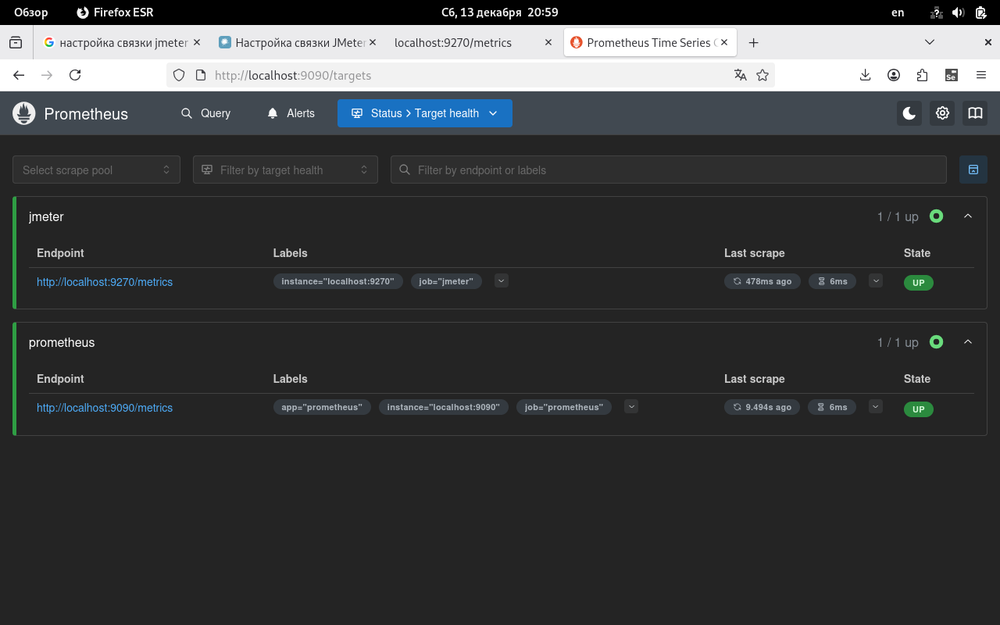 Обзор Firefox ESR Сб, 13 декабря 20:59 en
настройка связки jmeter Настройка связки JMeter localhost:9270/metrics Prometheus Time Series
http://localhost:9090/targets Se
Prometheus Query Alerts Status > Target health
Select scrape pool Filter by target health Filter by endpoint or labels
jmeter 1 / 1 up
Endpoint Labels Last scrape State
http://localhost:9270/metrics instance="localhost:9270" job="jmeter" 478ms ago 6ms UP
prometheus 1 / 1 up
Endpoint Labels Last scrape State
http://localhost:9090/metrics app="prometheus" instance="localhost:9090" job="prometheus" 9.494s ago 6ms UP